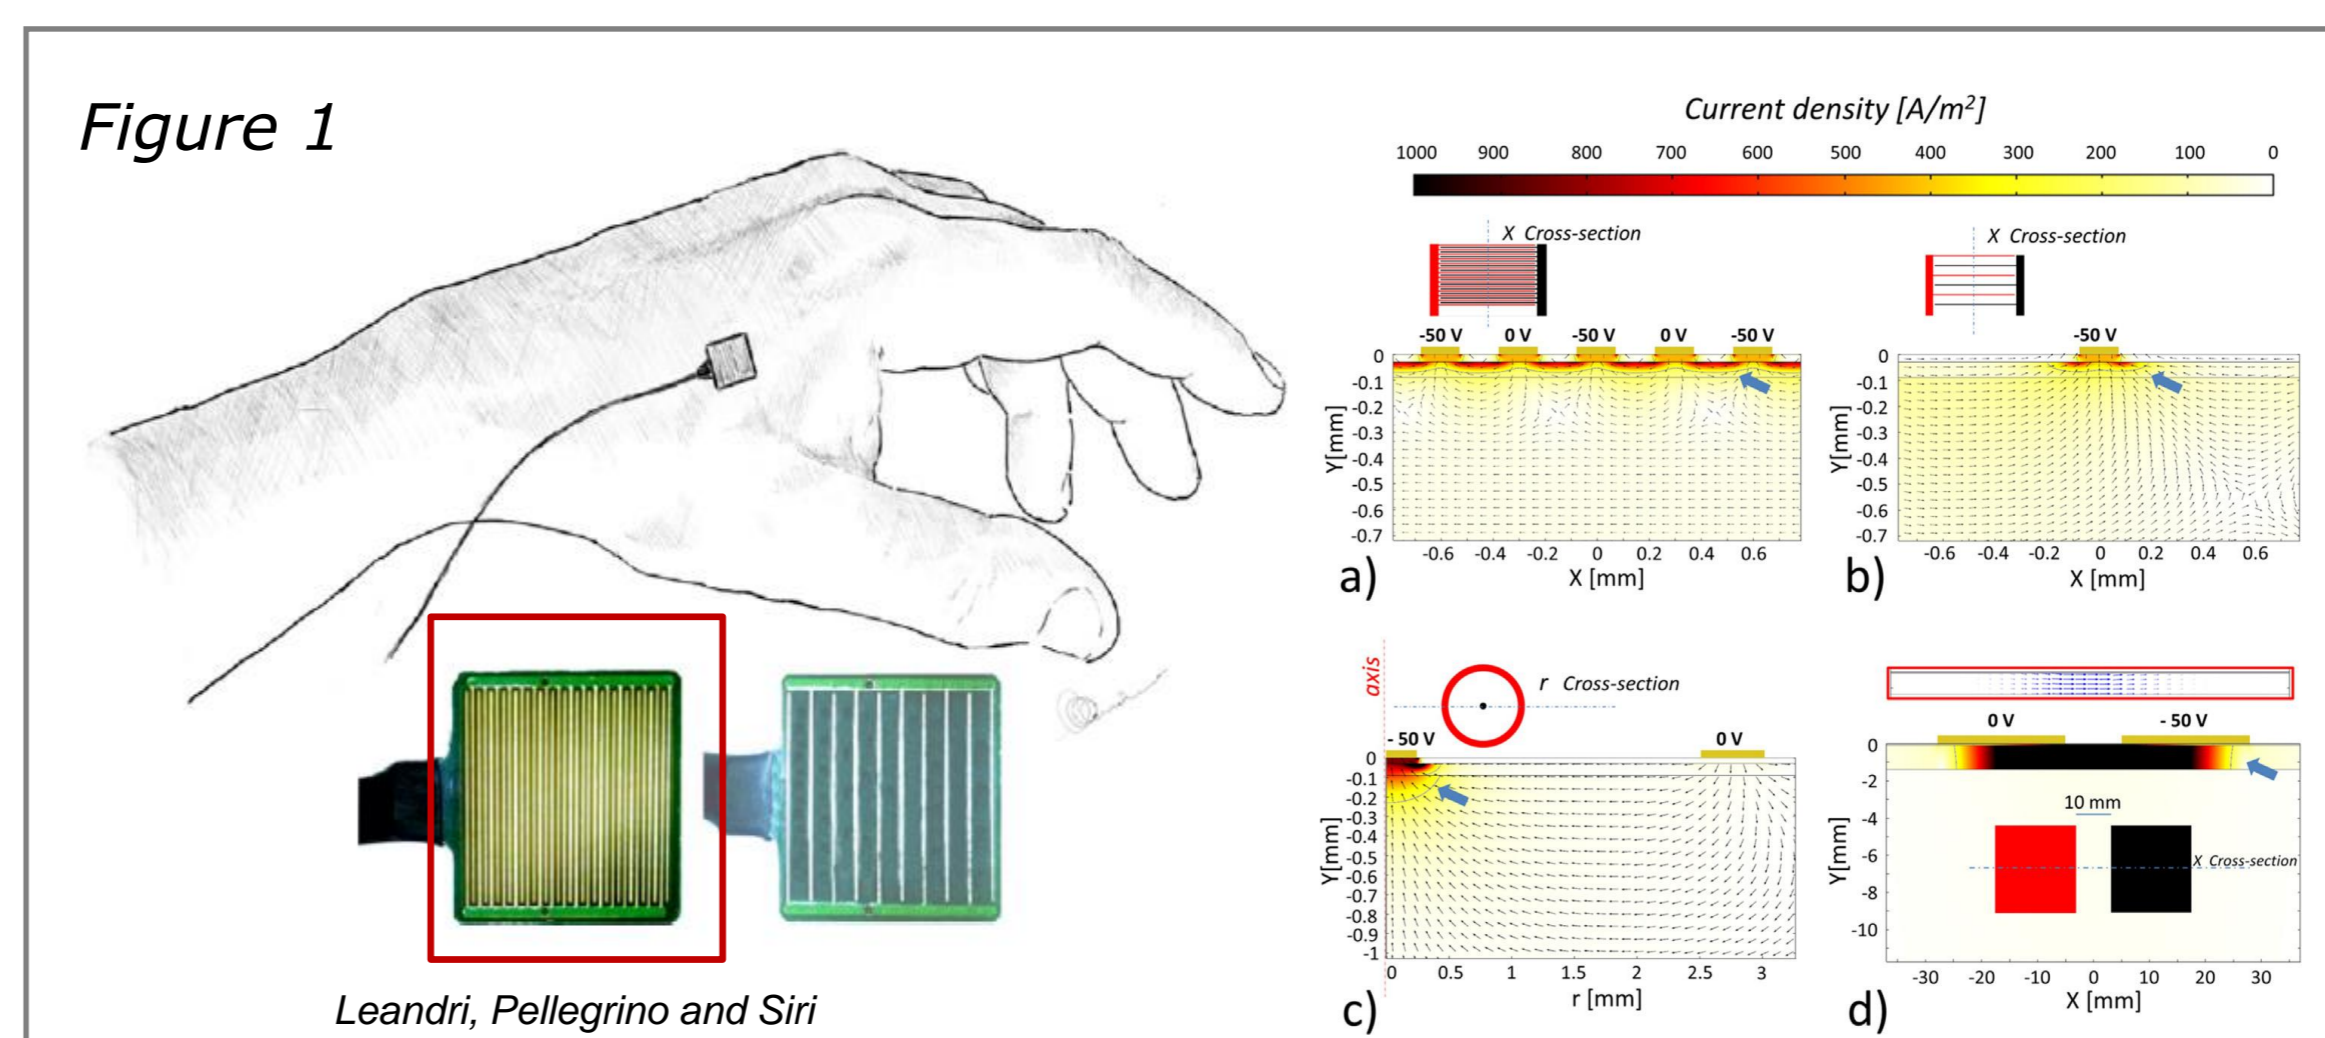 Figure 1
Leandri, Pellegrino and Siri
Current density [A/m²]
1000 900 800 700 600 500 400 300 200 100 0
X Cross-section
-50 V 0 V -50 V 0 V -50 V
0
-0.1
-0.2
-0.3
-0.4
-0.5
-0.6
-0.7
Y[mm]
-0.6 -0.4 -0.2 0 0.2 0.4 0.6
X [mm]
a)
X Cross-section
-50 V
0
-0.1
-0.2
-0.3
-0.4
-0.5
-0.6
-0.7
Y[mm]
-0.6 -0.4 -0.2 0 0.2 0.4 0.6
X [mm]
b)
axis
r Cross-section
- 50 V 0 V
0
-0.1
-0.2
-0.3
-0.4
-0.5
-0.6
-0.7
-0.8
-0.9
-1
Y[mm]
0 0.5 1 1.5 2 2.5 3
r [mm]
c)
0 V - 50 V
0
-2
-4
-6
-8
-10
Y[mm]
10 mm
X Cross-section
-30 -20 -10 0 10 20 30
X [mm]
d)